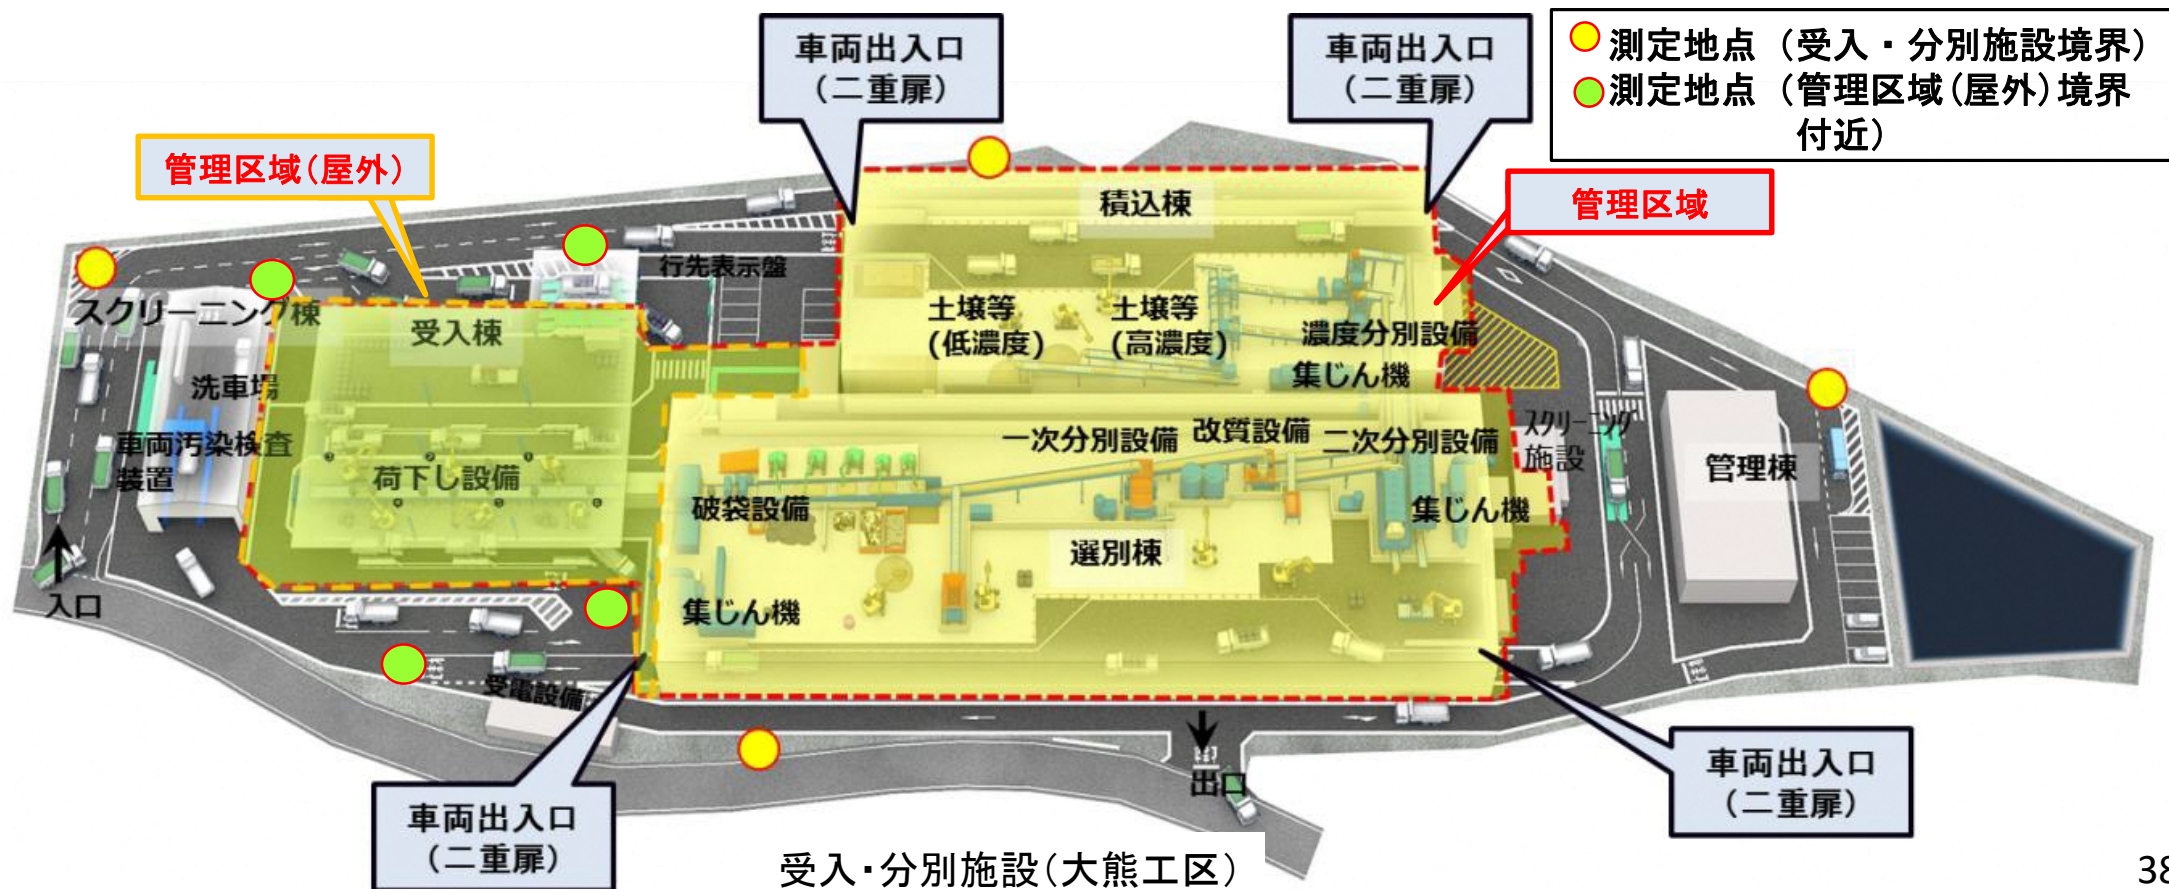 車両出入口
（二重扉）
車両出入口
（二重扉）
測定地点（受入・分別施設境界）
測定地点（管理区域(屋外)境界
付近）
管理区域(屋外)
積込棟
管理区域
行先表示盤
スクリーニング棟
受入棟
土壌等
(低濃度)
土壌等
(高濃度)
濃度分別設備
集じん機
洗車場
車両汚染検査
装置
荷下し設備
一次分別設備
改質設備
二次分別設備
スクリーニング
施設
管理棟
破袋設備
集じん機
選別棟
入口
集じん機
受電設備
出口
車両出入口
（二重扉）
車両出入口
（二重扉）
受入・分別施設(大熊工区)
38